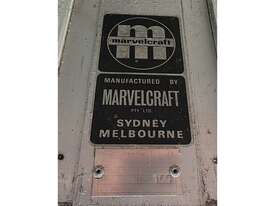 m
marvelcraft
MANUFACTURED BY
MARVELCRAFT
PTY. LTD.
SYDNEY
MELBOURNE